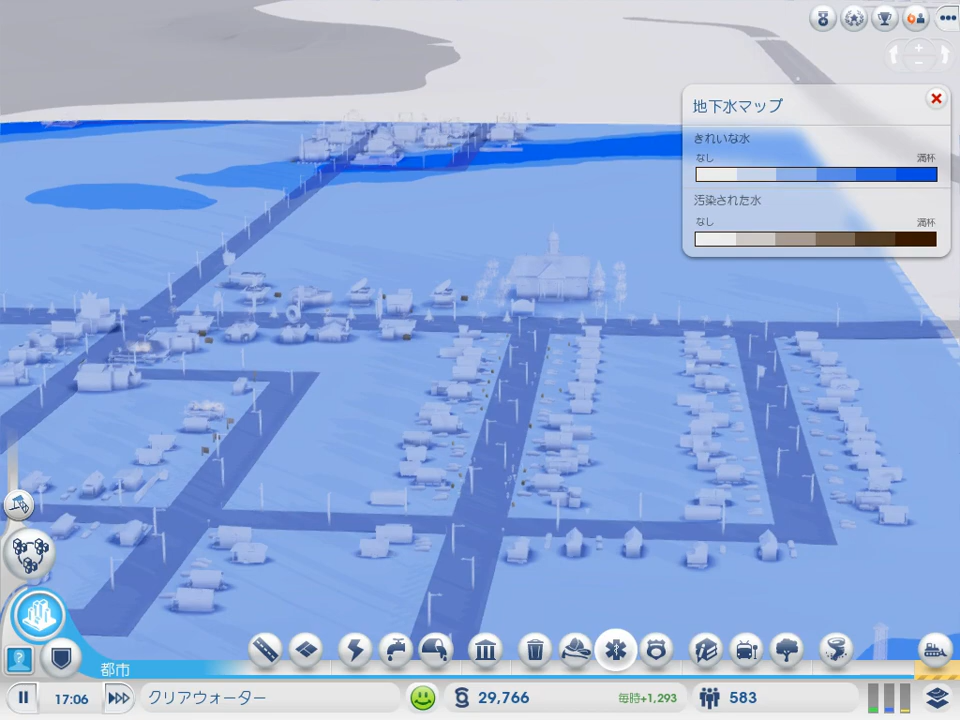 地下水マップ
きれいな水
なし 満杯
汚染された水
なし 満杯
都市
17:06 クリアウォーター 29,766 毎時+1,293 583